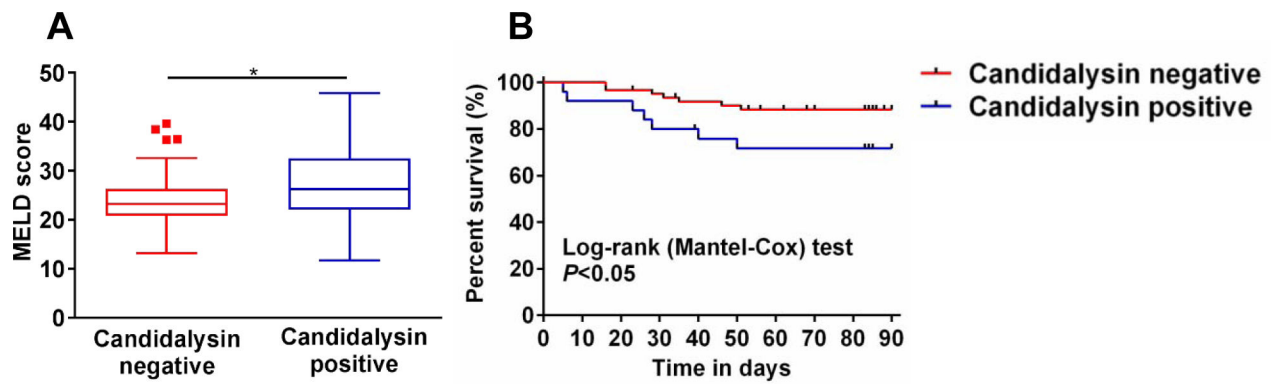 A
MELD score
50
40
30
20
10
0
*
Candidalysin
negative
Candidalysin
positive
B
Percent survival (%)
100
80
60
40
20
0
Log-rank (Mantel-Cox) test
P<0.05
0 10 20 30 40 50 60 70 80 90
Time in days
Candidalysin negative
Candidalysin positive